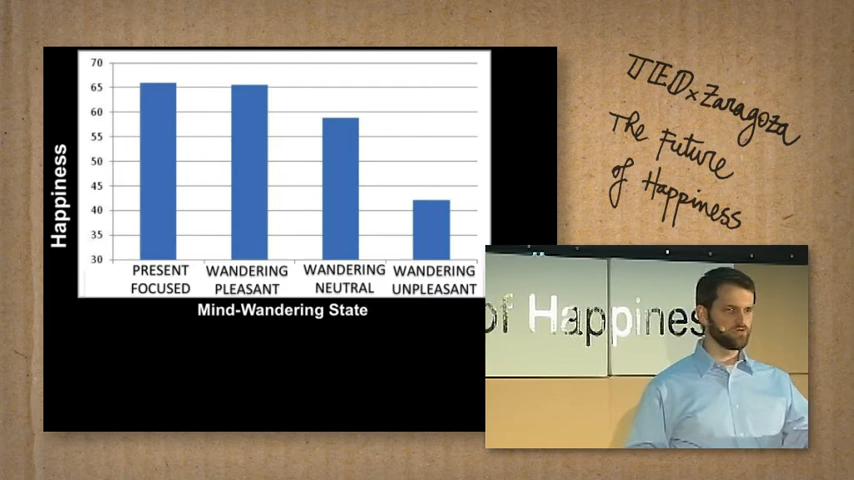 TEDxZaragoza
The Future
of Happiness
70
65
60
55
50
45
40
35
30
Happiness
PRESENT
FOCUSED
WANDERING
PLEASANT
WANDERING
NEUTRAL
WANDERING
UNPLEASANT
Mind-Wandering State
of Happines